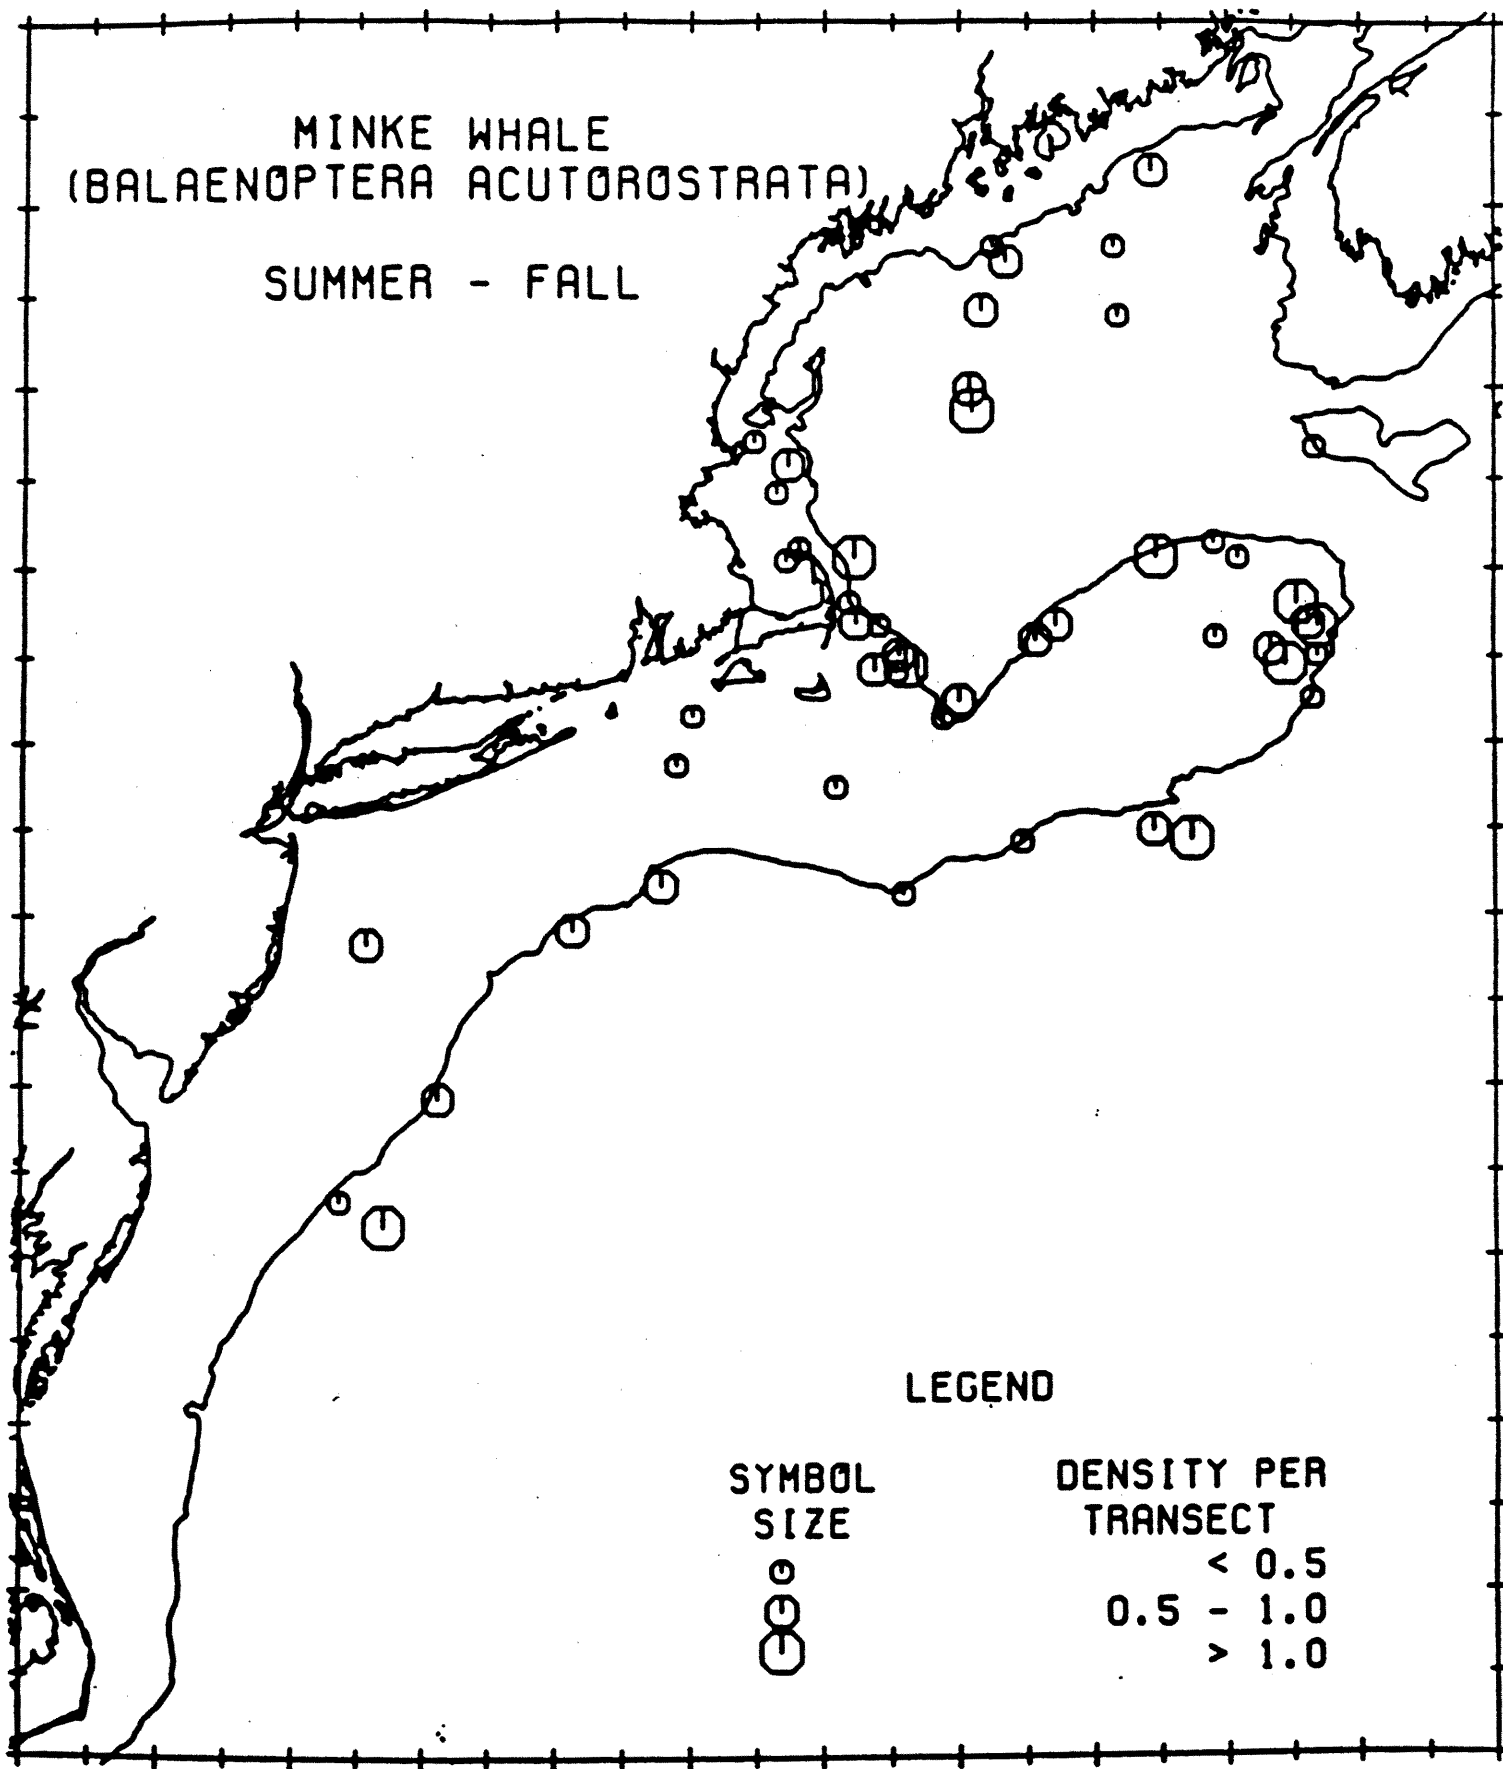 MINKE WHALE
(BALAENOPTERA ACUTOROSTRATA)
SUMMER - FALL
LEGEND
SYMBOL SIZE
DENSITY PER TRANSECT
< 0.5
0.5 - 1.0
> 1.0